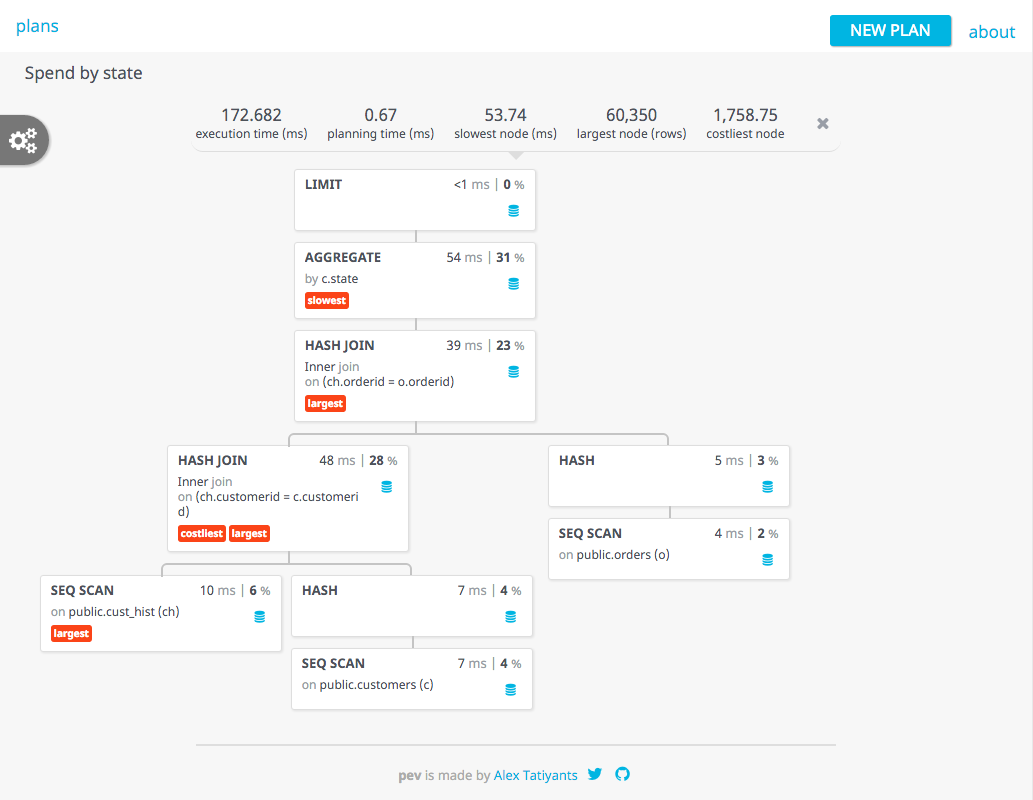 plans
NEW PLAN
about
Spend by state
172.682
execution time (ms)
0.67
planning time (ms)
53.74
slowest node (ms)
60,350
largest node (rows)
1,758.75
costliest node
LIMIT <1 ms | 0 %
AGGREGATE 54 ms | 31 %
by c.state
slowest
HASH JOIN 39 ms | 23 %
Inner join
on (ch.orderid = o.orderid)
largest
HASH JOIN 48 ms | 28 %
Inner join
on (ch.customerid = c.customeri
d)
costliest largest
HASH 5 ms | 3 %
SEQ SCAN 4 ms | 2 %
on public.orders (o)
SEQ SCAN 10 ms | 6 %
on public.cust_hist (ch)
largest
HASH 7 ms | 4 %
SEQ SCAN 7 ms | 4 %
on public.customers (c)
pev is made by Alex Tatiyants